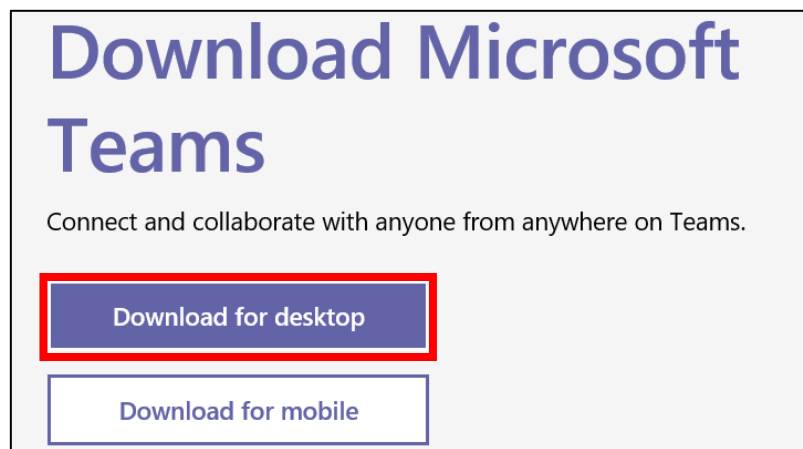 Download Microsoft
Teams
Connect and collaborate with anyone from anywhere on Teams.
Download for desktop
Download for mobile